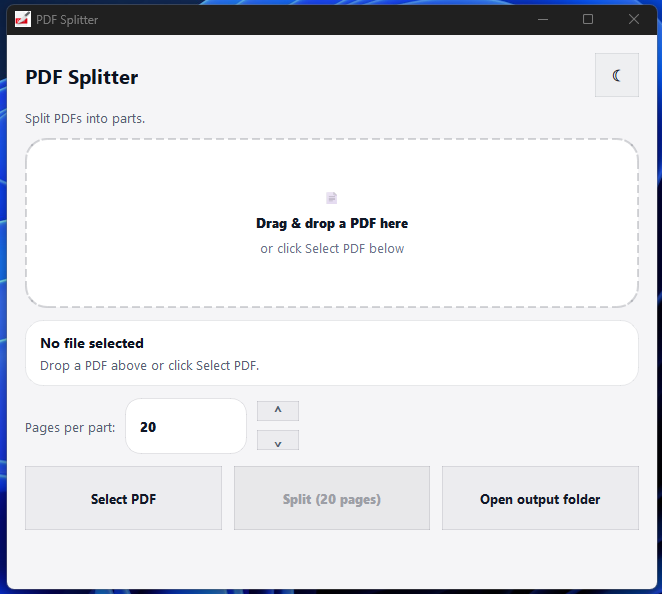 PDF Splitter
PDF Splitter
Split PDFs into parts.
Drag & drop a PDF here
or click Select PDF below
No file selected
Drop a PDF above or click Select PDF.
Pages per part: 20
Select PDF
Split (20 pages)
Open output folder